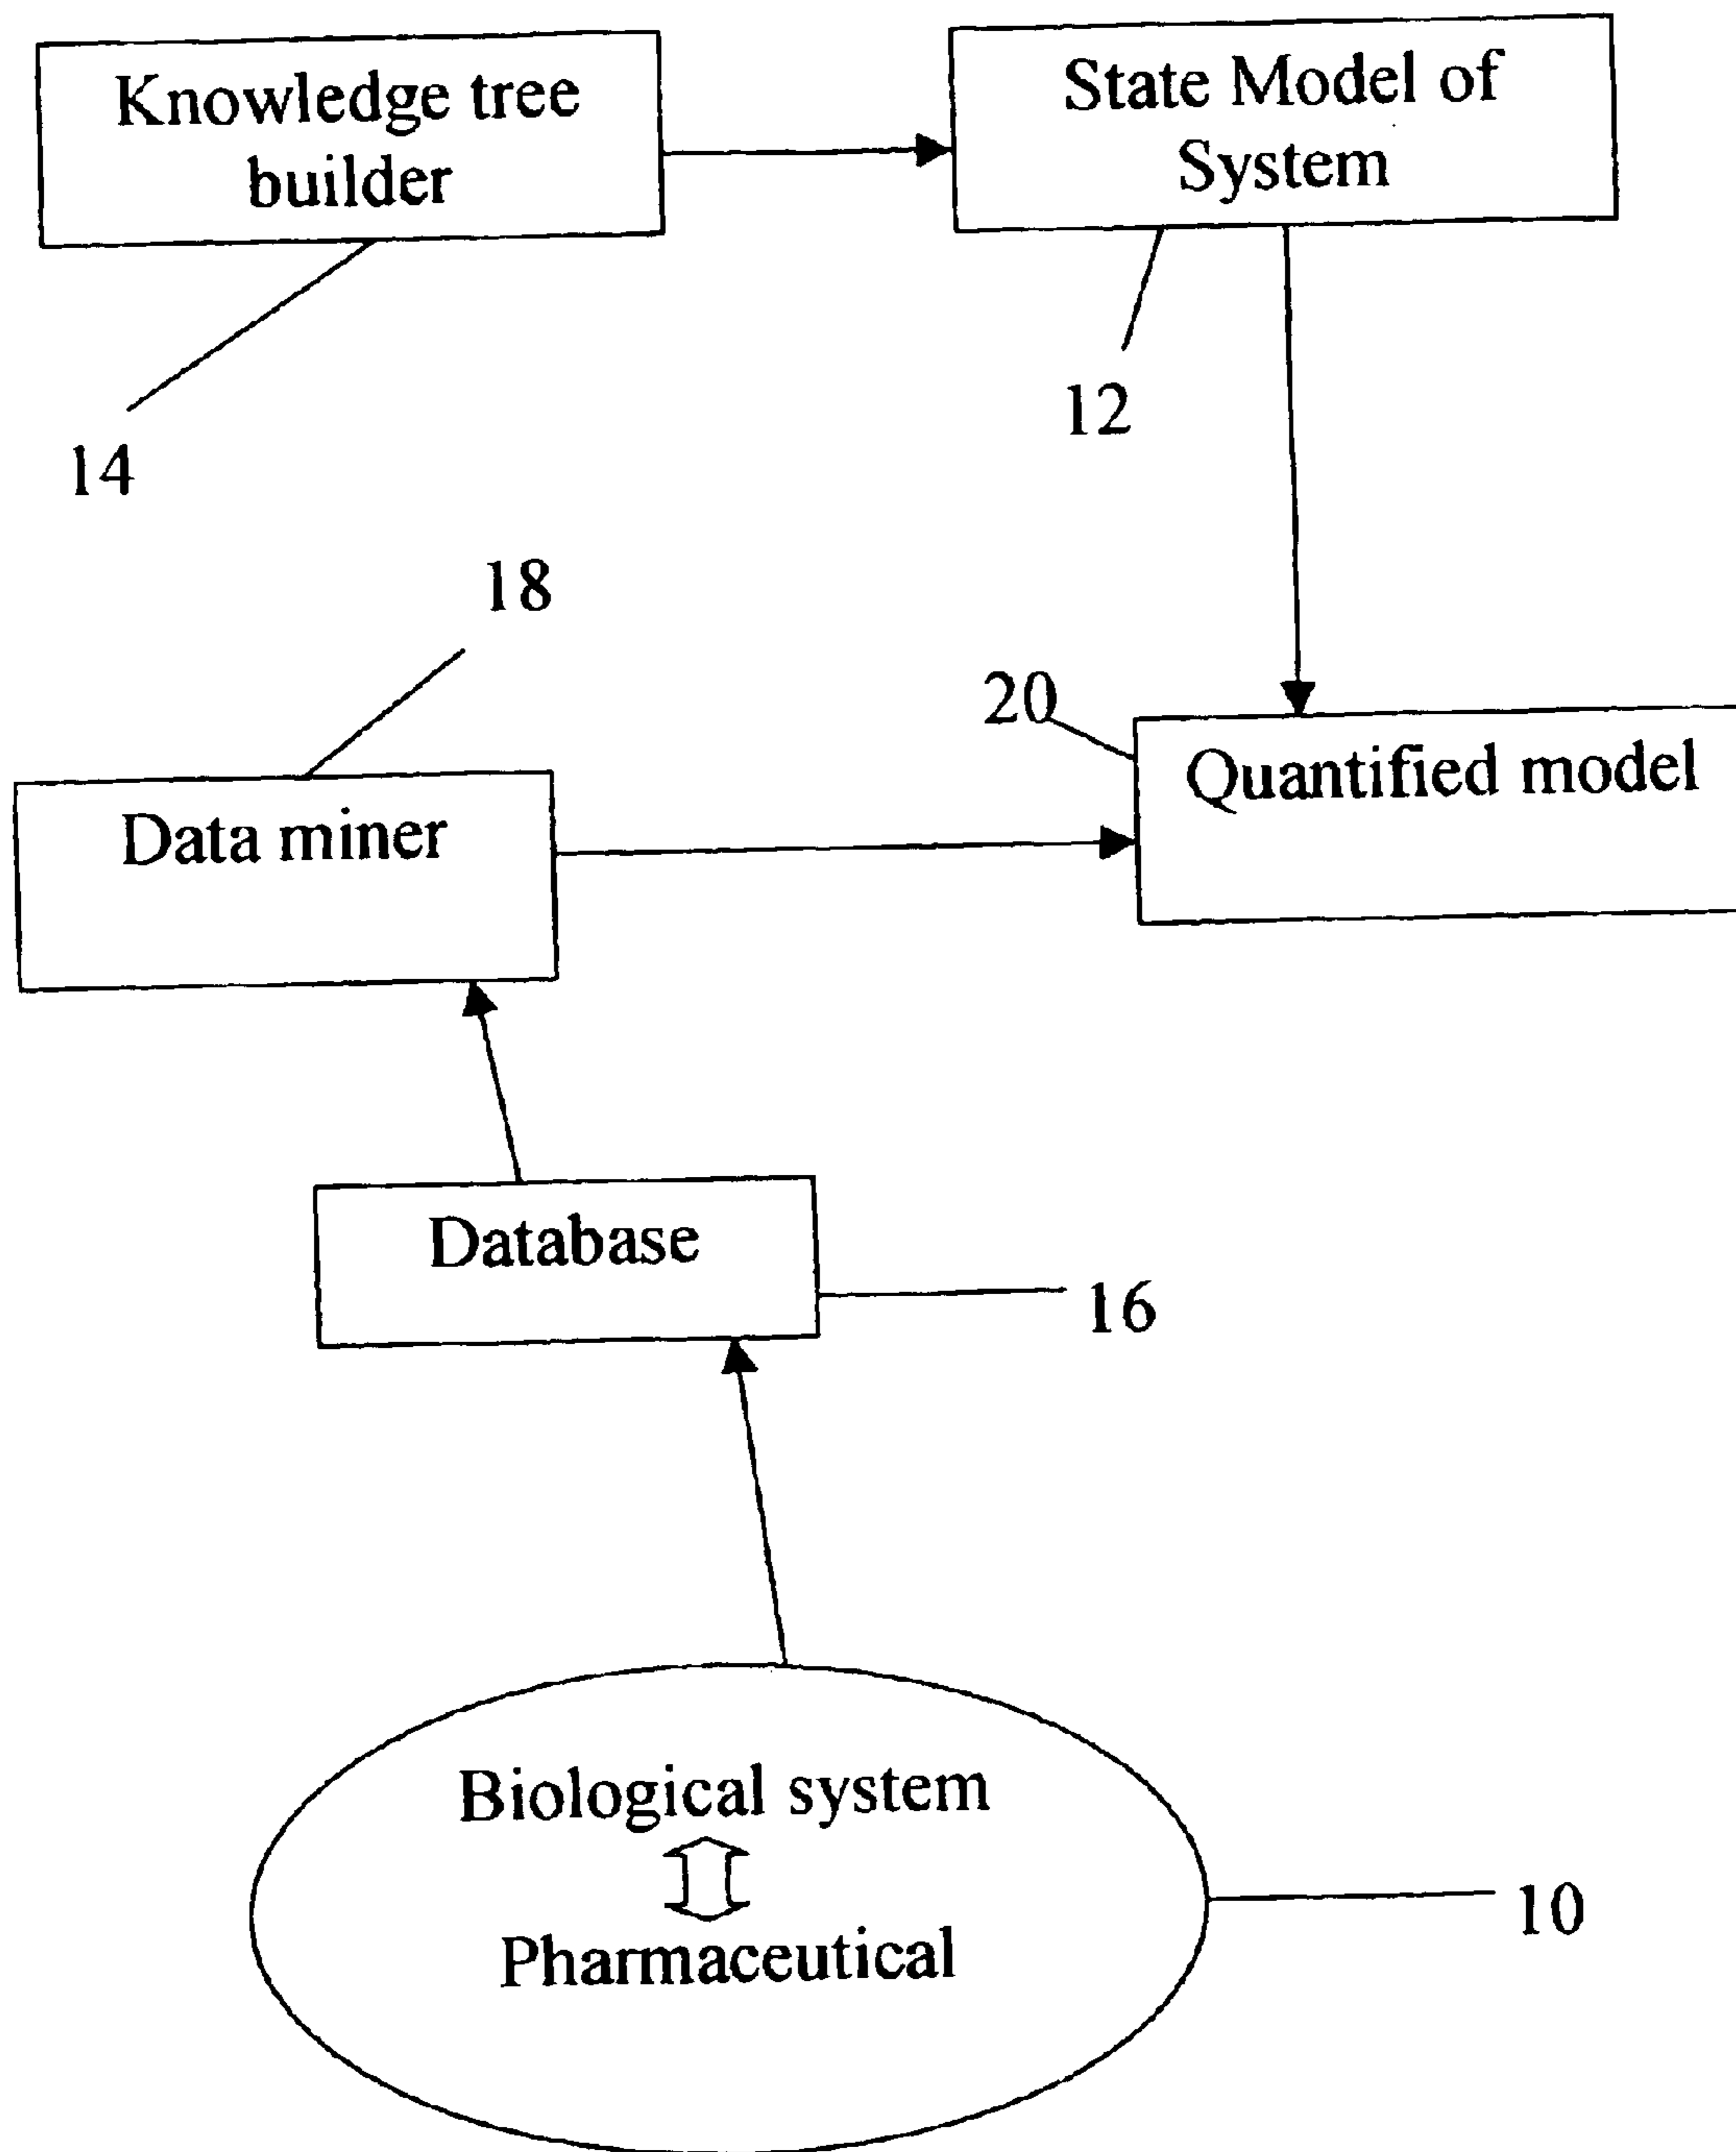 Knowledge tree
builder
State Model of
System
12
14
18
20
Quantified model
Data miner
Database
16
Biological system
Pharmaceutical
10